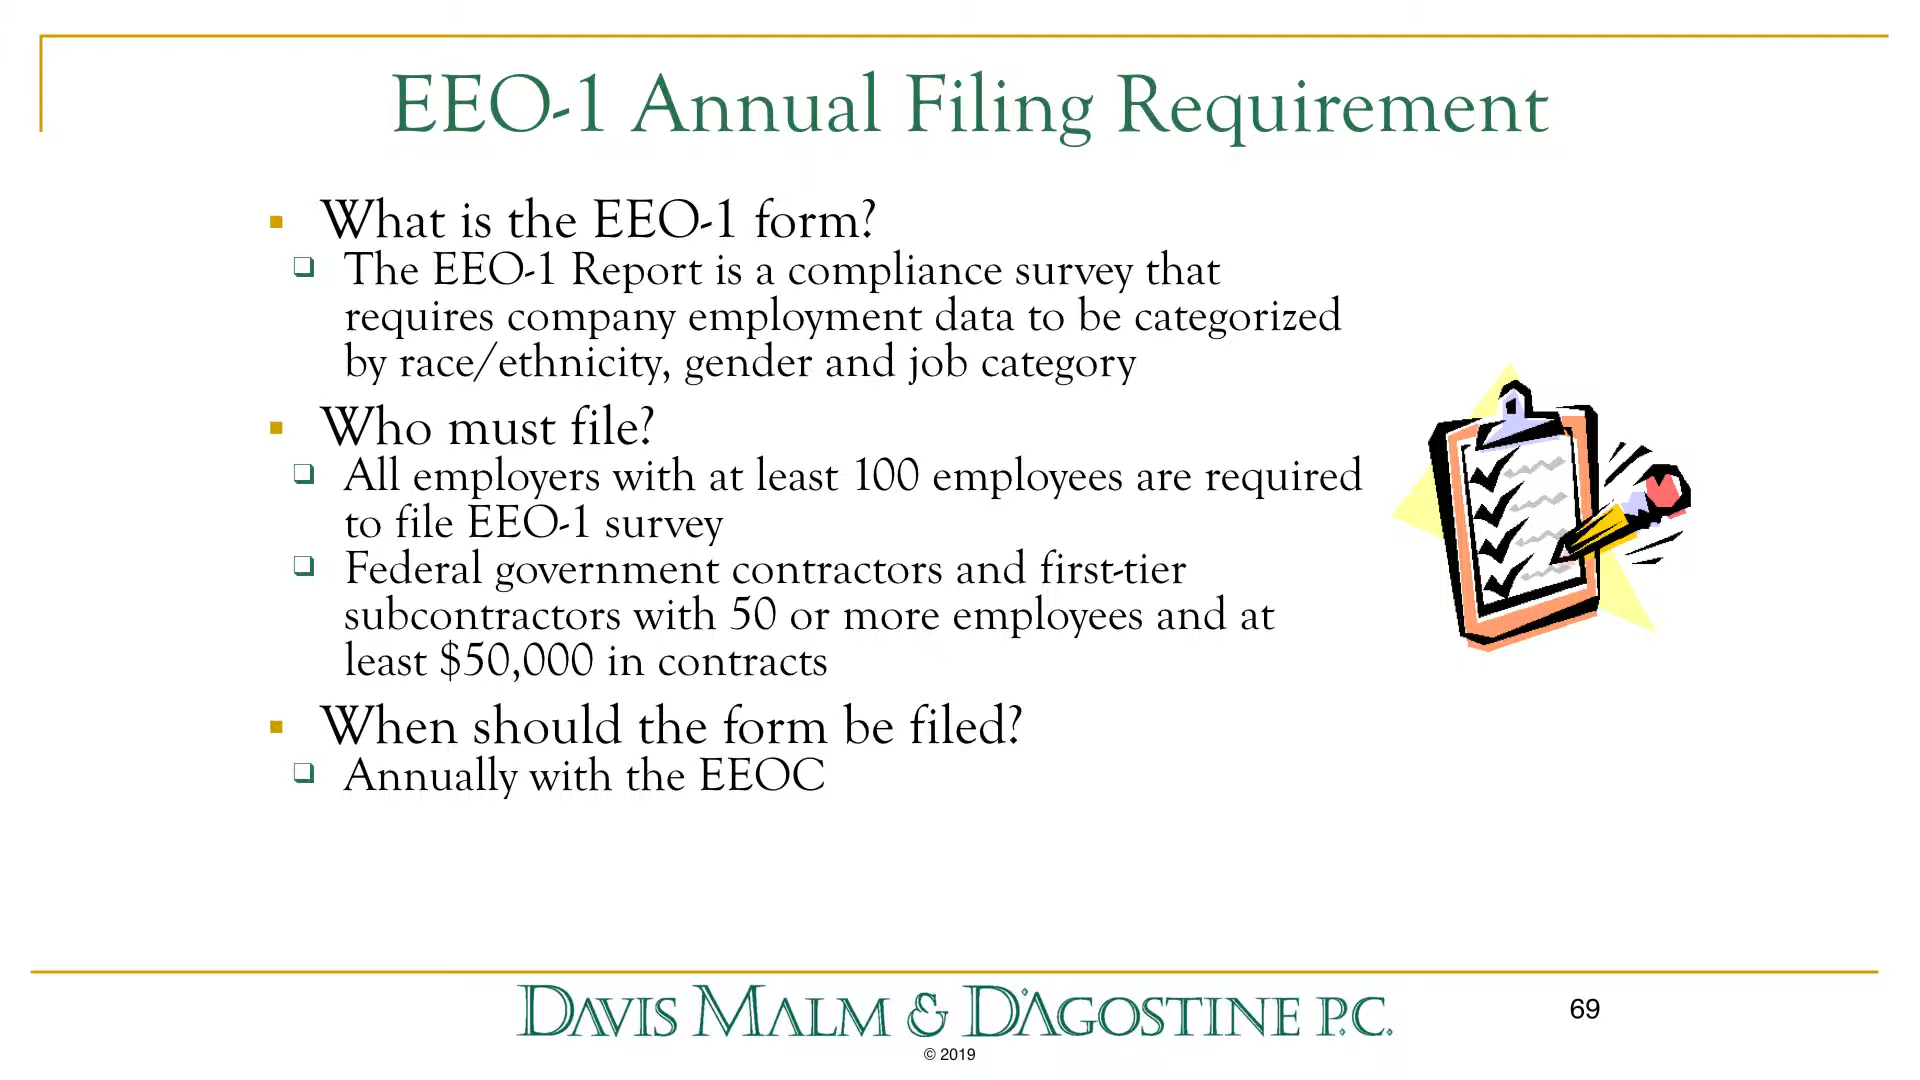 EEO-1 Annual Filing Requirement
What is the EEO-1 form?
The EEO-1 Report is a compliance survey that
requires company employment data to be categorized
by race/ethnicity, gender and job category
Who must file?
All employers with at least 100 employees are required
to file EEO-1 survey
Federal government contractors and first-tier
subcontractors with 50 or more employees and at
least $50,000 in contracts
When should the form be filed?
Annually with the EEOC
DAVIS MALM & D'AGOSTINE P.C.
69
© 2019